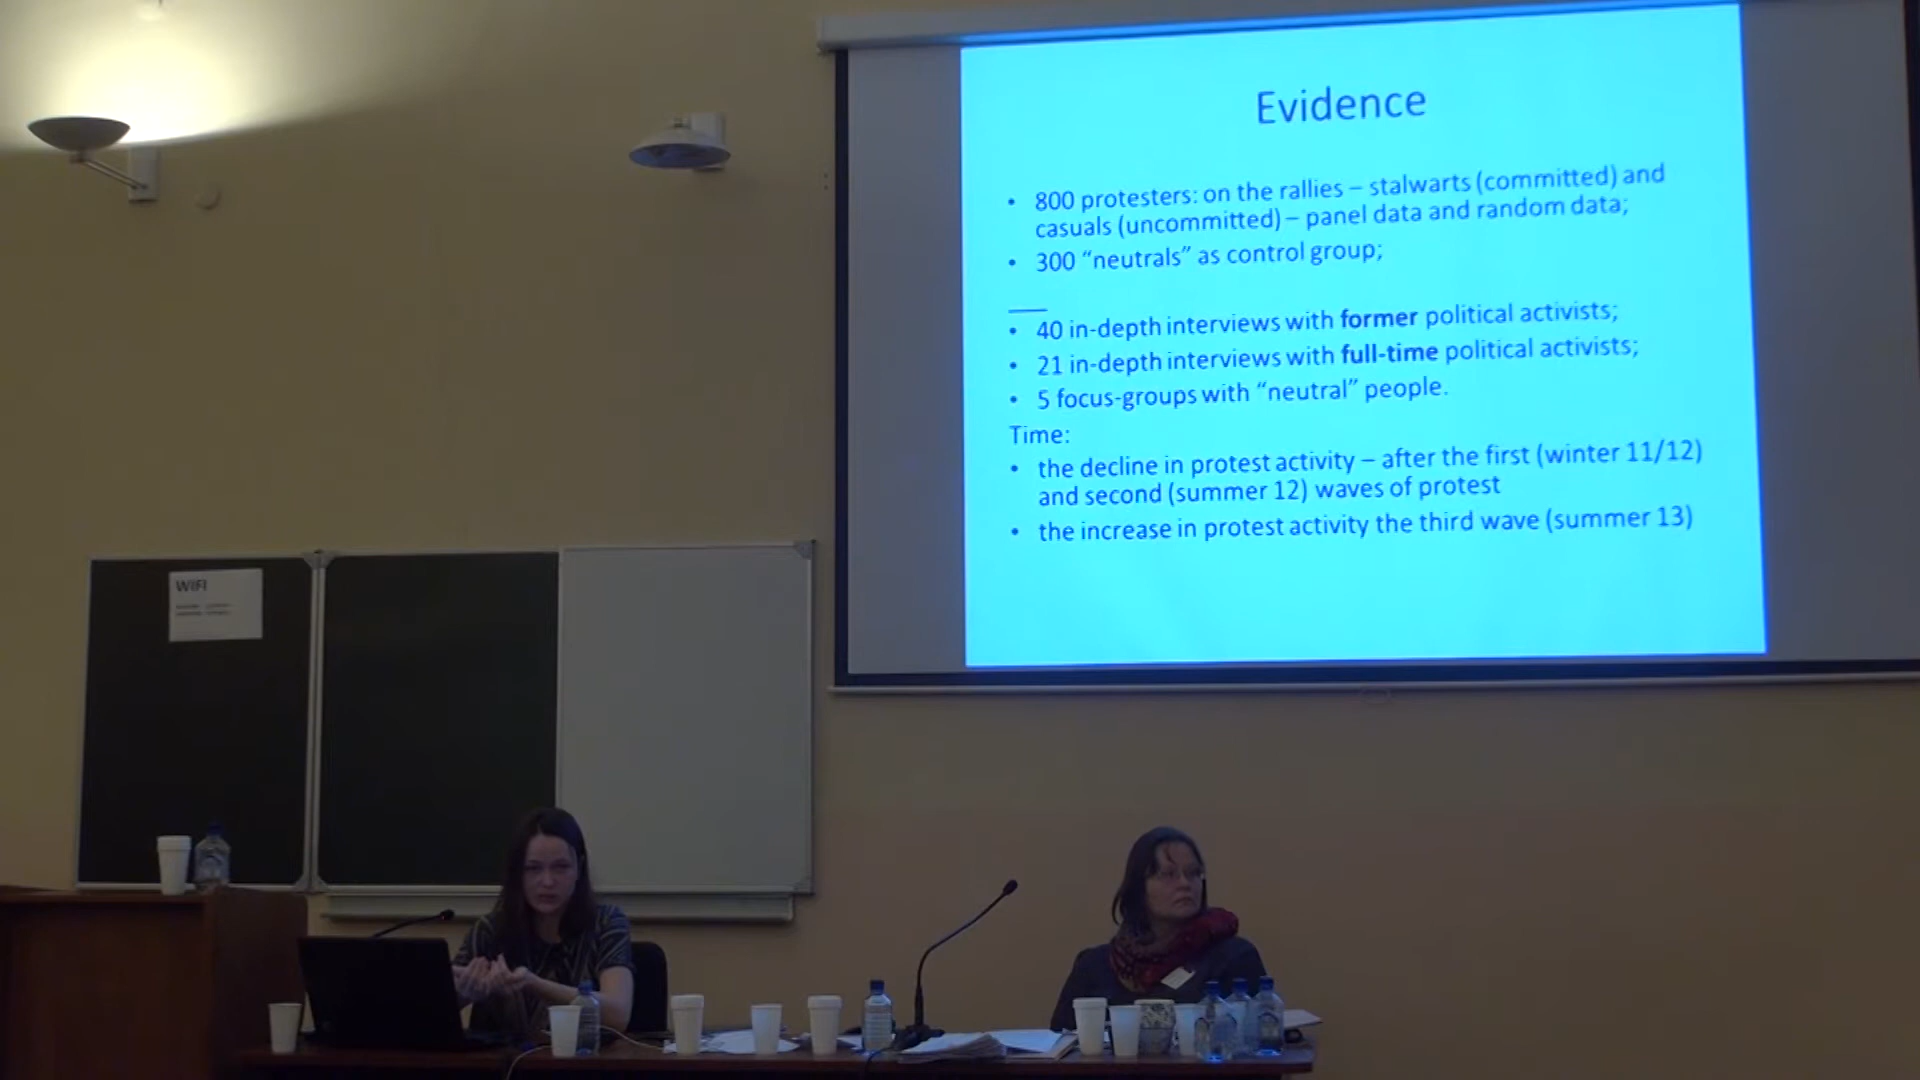 Evidence
• 800 protesters: on the rallies – stalwarts (committed) and
casuals (uncommitted) – panel data and random data;
• 300 “neutrals” as control group;
• 40 in-depth interviews with former political activists;
• 21 in-depth interviews with full-time political activists;
• 5 focus-groups with “neutral” people.
Time:
• the decline in protest activity – after the first (winter 11/12)
and second (summer 12) waves of protest
• the increase in protest activity the third wave (summer 13)
WIFI